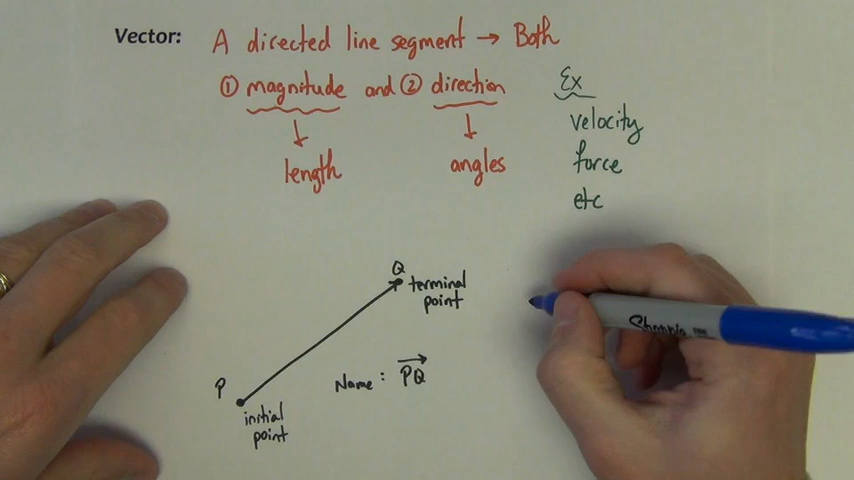 Vector: A directed line segment → Both
① magnitude and ② direction
length
angles
Ex
velocity
force
etc
Q
terminal
point
P
initial
point
Name: PQ
Sharpie